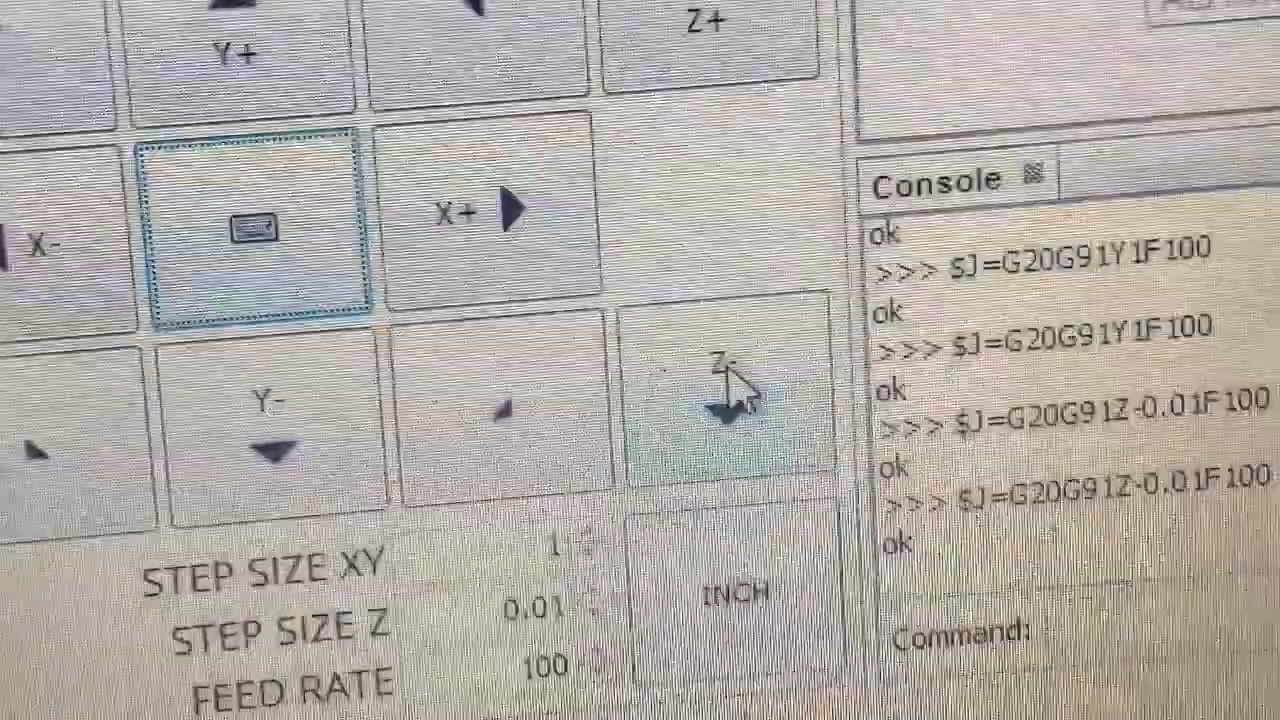 Y+
Z+
X-
X+
Y-
Z-
STEP SIZE XY
1
STEP SIZE Z
0.01
FEED RATE
100
INCH
Console
ok
>>> $J=G20G91Y1F100
ok
>>> $J=G20G91Y1F100
ok
>>> $J=G20G91Z-0.01F100
ok
>>> $J=G20G91Z-0.01F100
ok
Command: